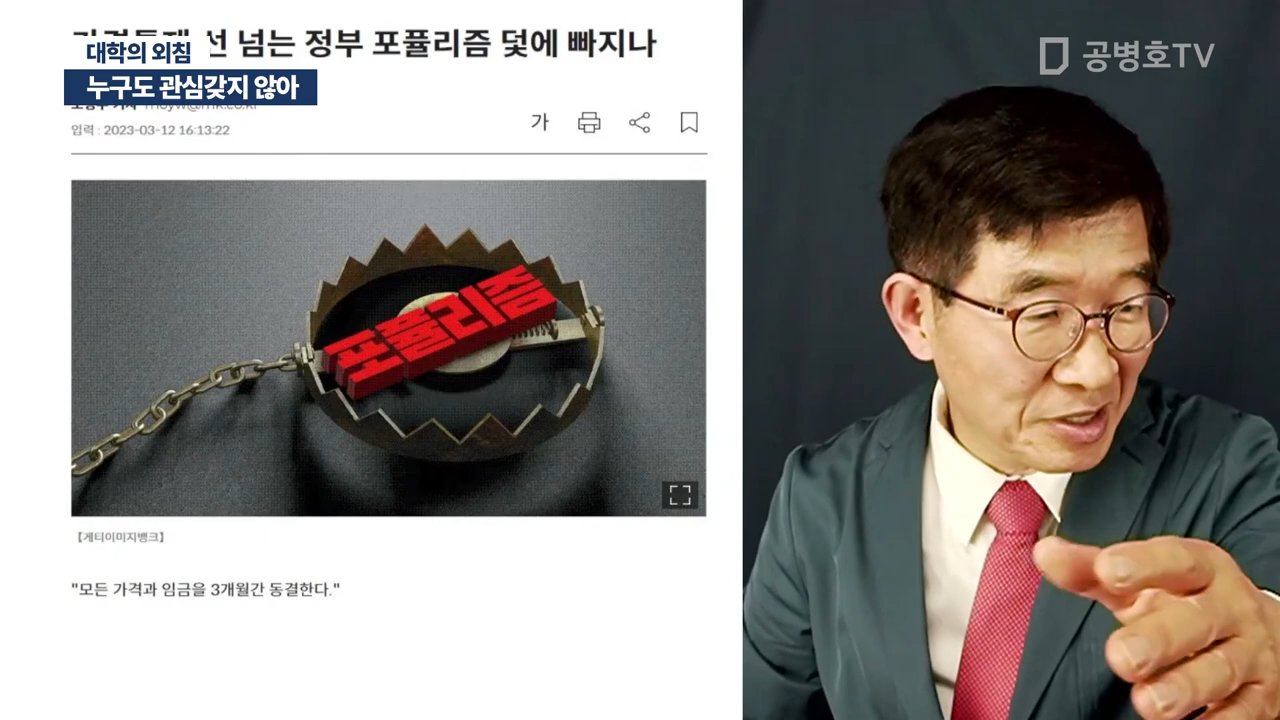 선 넘는 정부 포퓰리즘 덫에 빠지나
대학의 외침
누구도 관심갖지 않아
입력 : 2023-03-12 16:13:22
가
포퓰리즘
【게티이미지뱅크】
"모든 가격과 임금을 3개월간 동결한다."
공병호TV